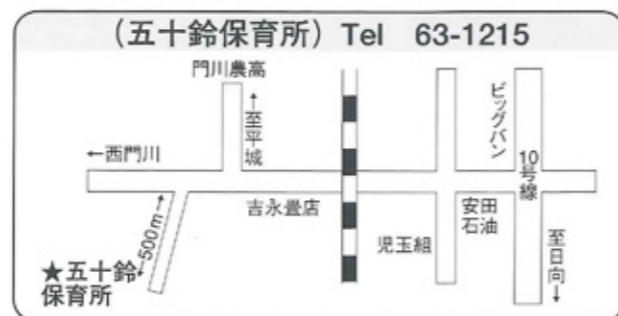 (五十鈴保育所) Tel 63-1215
門川農高
←至平城
←西門川
吉永畳店
ビッグバン
10号線
安田
石油
児玉組
至日向→
←500m→
★五十鈴
保育所